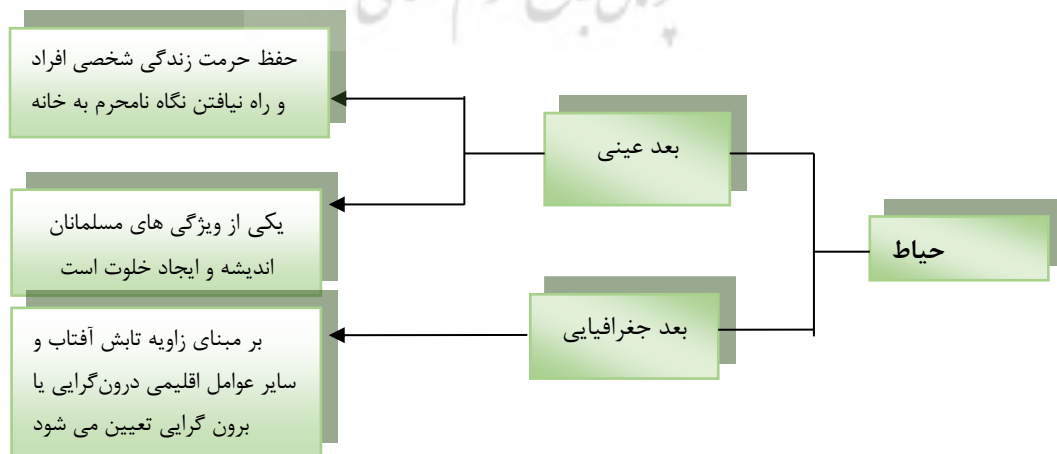 حیاط
بعد عینی
حفظ حرمت زندگی شخصی افراد
و راه نیافتن نگاه نامحرم به خانه
یکی از ویژگی های مسلمانان
اندیشه و ایجاد خلوت است
بعد جغرافیایی
بر مبنای زاویه تابش آفتاب و
سایر عوامل اقلیمی درون‌گرایی یا
برون گرایی تعیین می شود